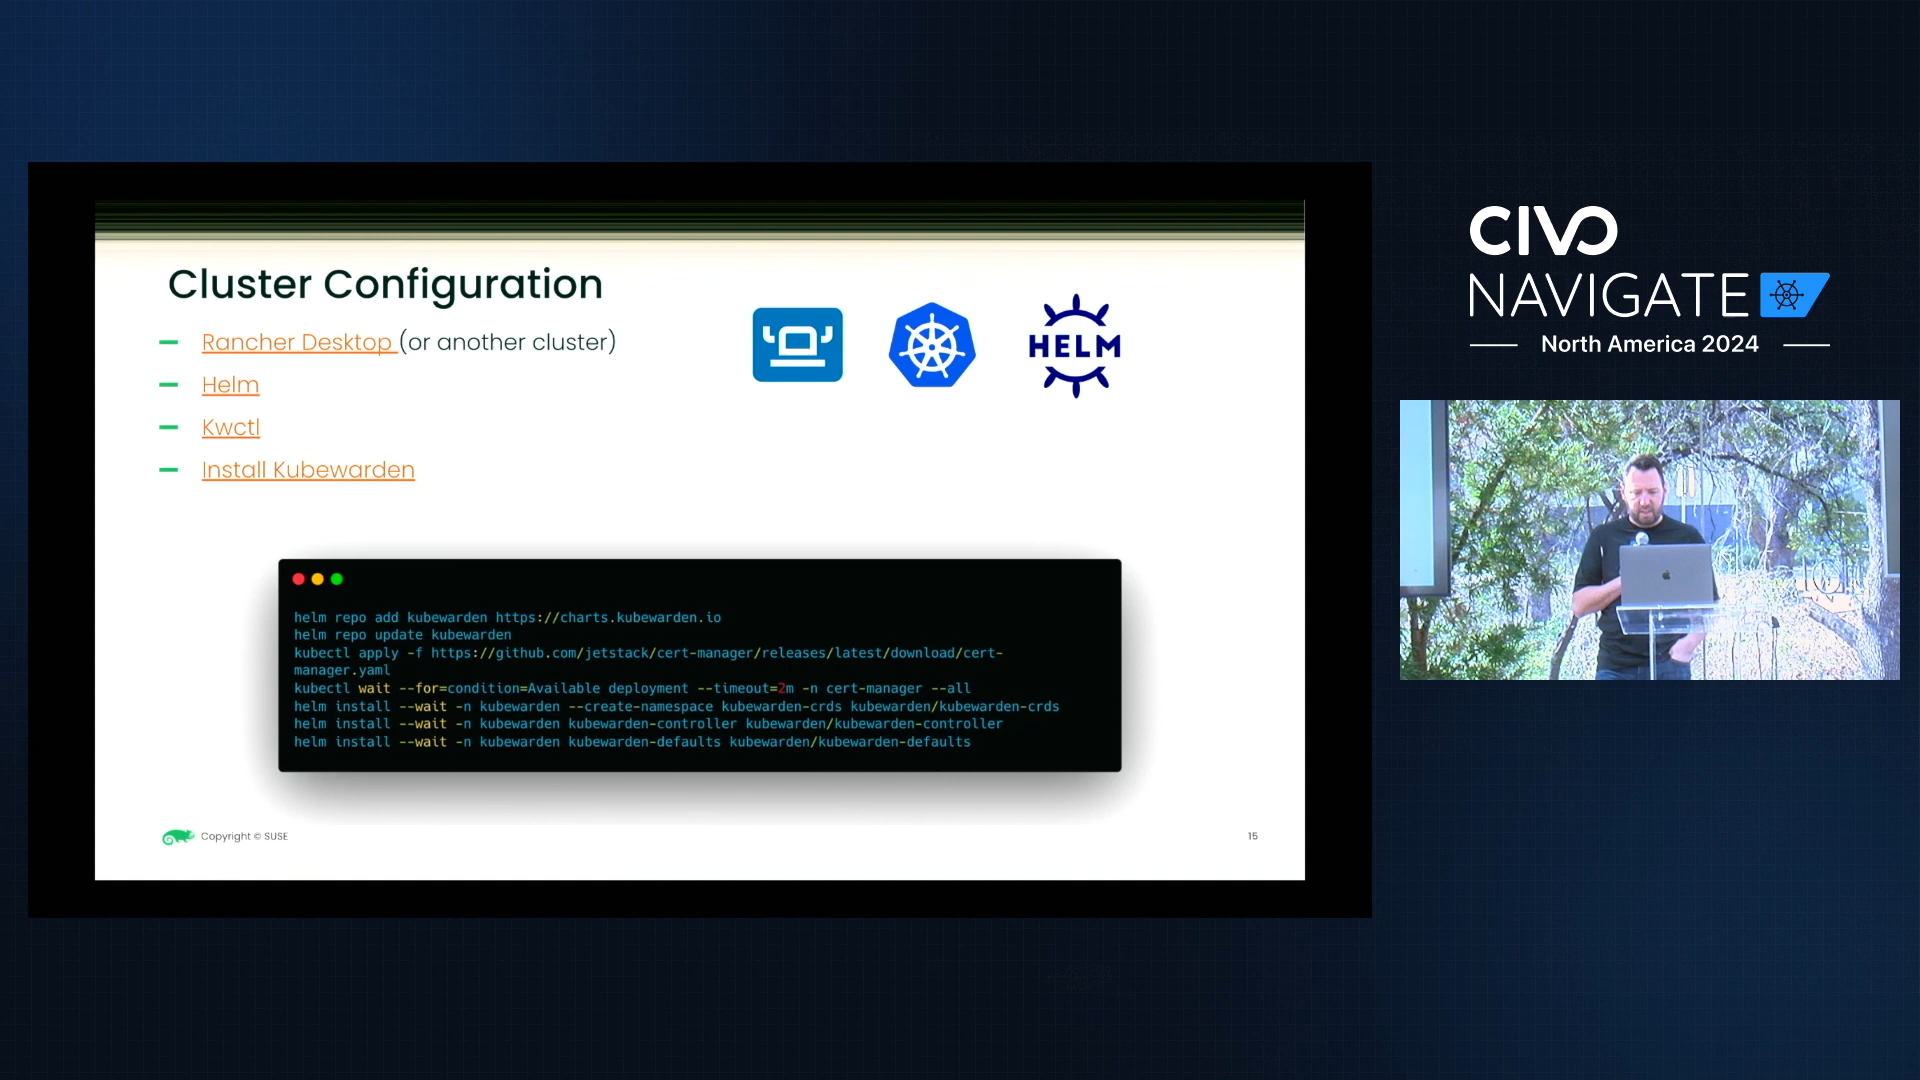 Cluster Configuration
Rancher Desktop (or another cluster)
Helm
Kwctl
Install Kubewarden
HELM
helm repo add kubewarden https://charts.kubewarden.io
helm repo update kubewarden
kubectl apply -f https://github.com/jetstack/cert-manager/releases/latest/download/cert-
manager.yaml
kubectl wait --for=condition=Available deployment --timeout=2m -n cert-manager --all
helm install --wait -n kubewarden --create-namespace kubewarden-crds kubewarden/kubewarden-crds
helm install --wait -n kubewarden kubewarden-controller kubewarden/kubewarden-controller
helm install --wait -n kubewarden kubewarden-defaults kubewarden/kubewarden-defaults
Copyright © SUSE
15
CIVO
NAVIGATE
North America 2024